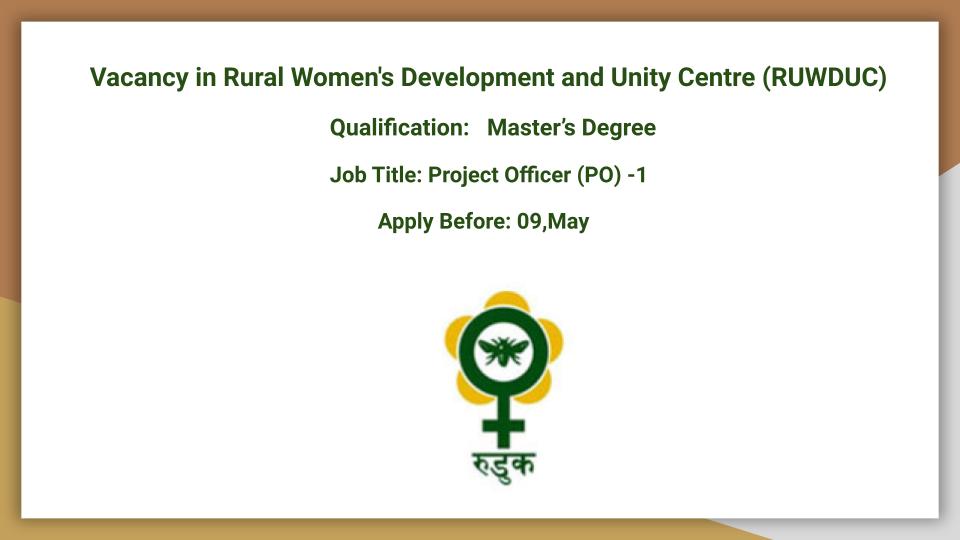 Vacancy in Rural Women's Development and Unity Centre (RUWDUC)
Qualification: Master’s Degree
Job Title: Project Officer (PO) -1
Apply Before: 09,May
रुडुक